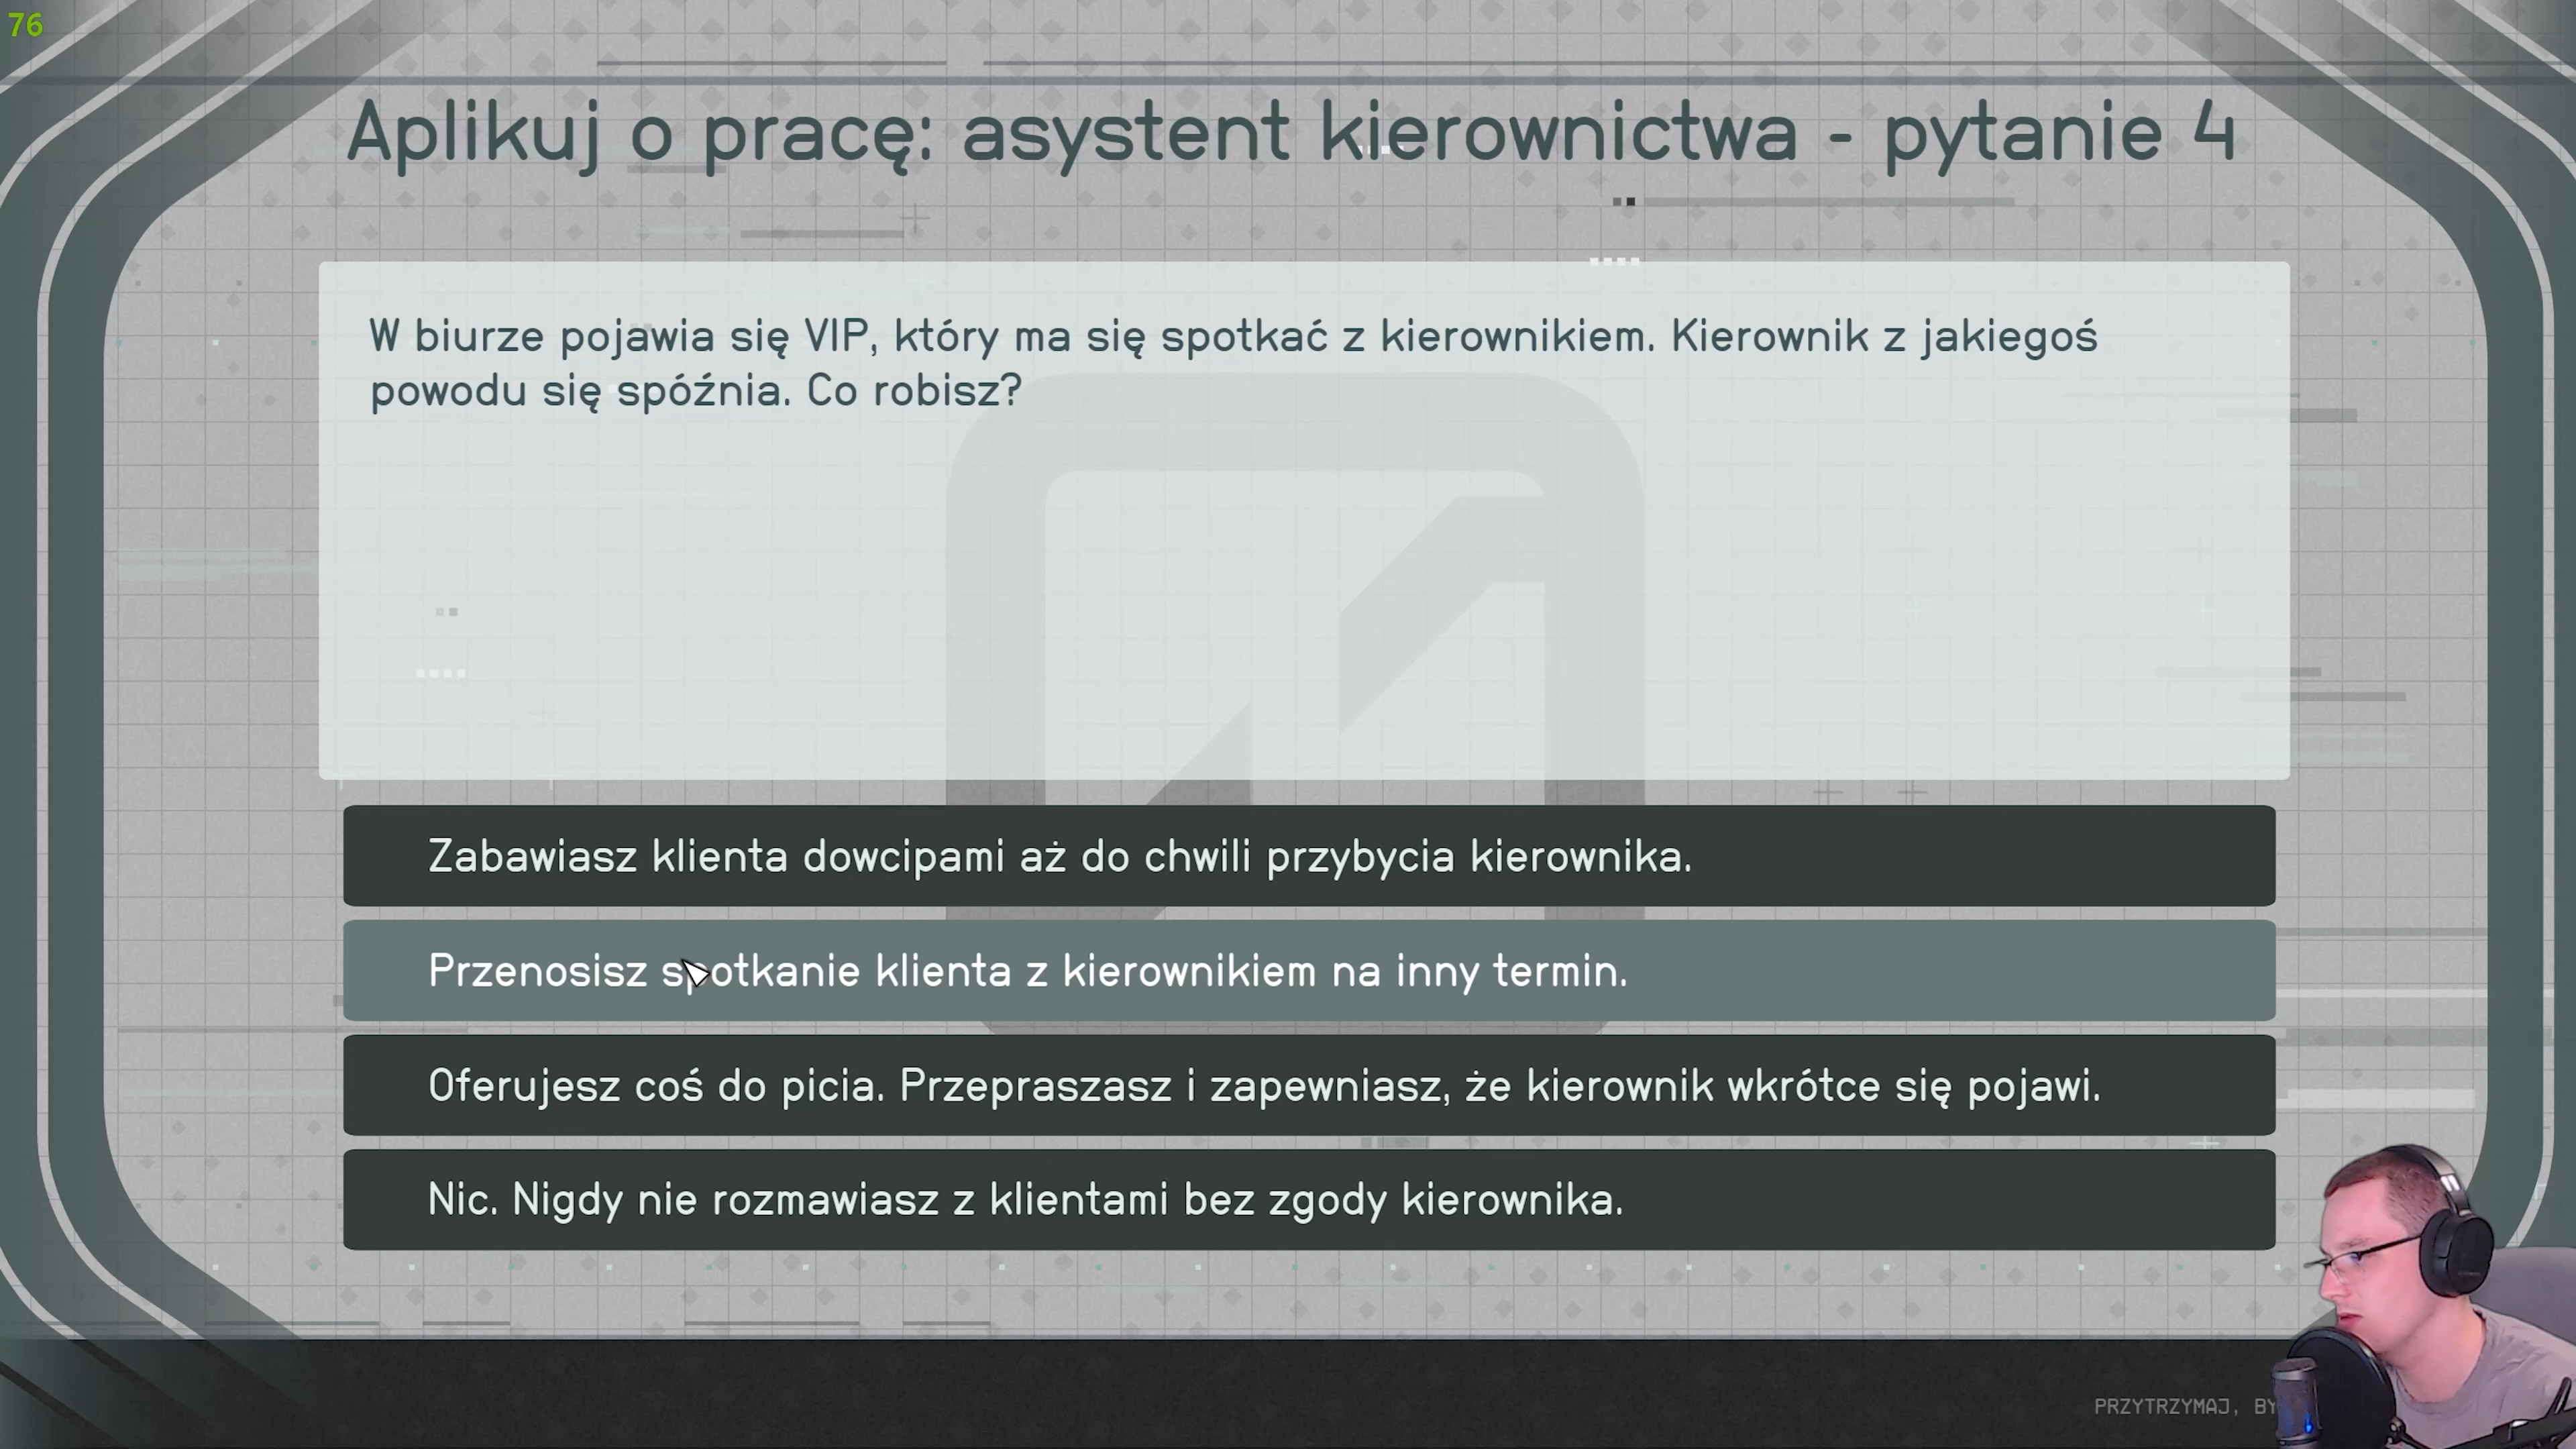 76
Aplikuj o pracę: asystent kierownictwa - pytanie 4
W biurze pojawia się VIP, który ma się spotkać z kierownikiem. Kierownik z jakiegoś
powodu się spóźnia. Co robisz?
Zabawiasz klienta dowcipami aż do chwili przybycia kierownika.
Przenosisz spotkanie klienta z kierownikiem na inny termin.
Oferujesz coś do picia. Przepraszasz i zapewniasz, że kierownik wkrótce się pojawi.
Nic. Nigdy nie rozmawiasz z klientami bez zgody kierownika.
PRZYTRZYMAJ, BY